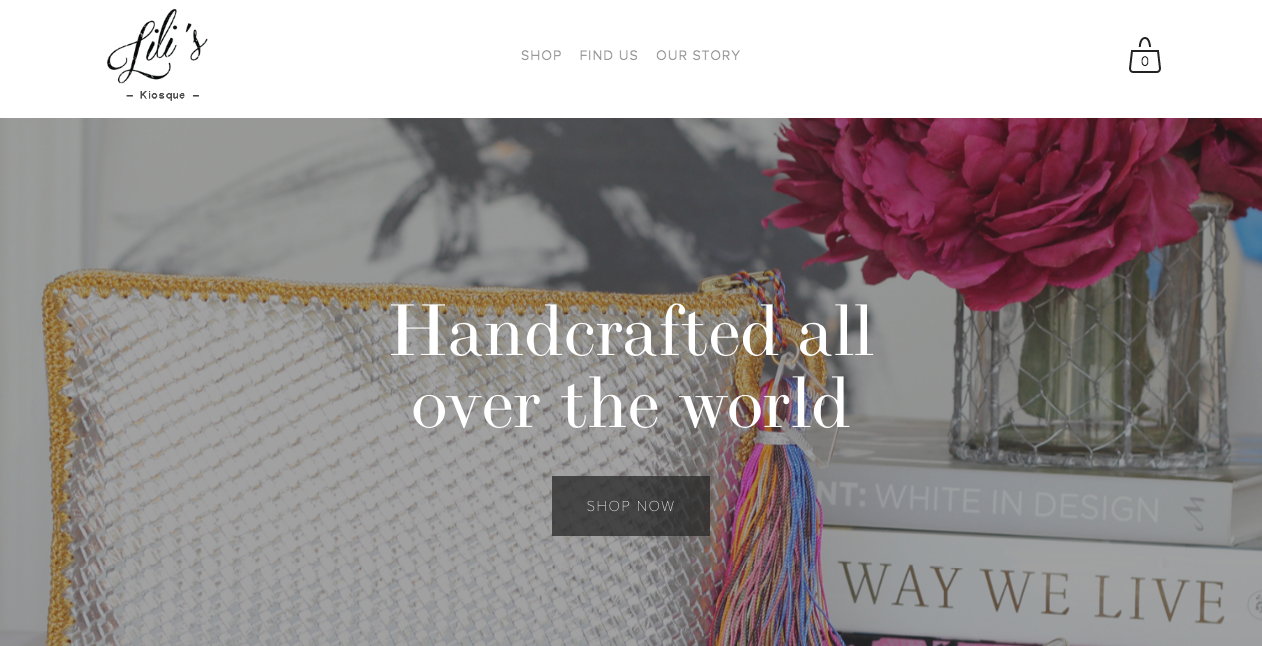 Lili's
– Kiosque –
SHOP FIND US OUR STORY
0
Handcrafted all
over the world
SHOP NOW
NT: WHITE IN DESIGN
WAY WE LIVE